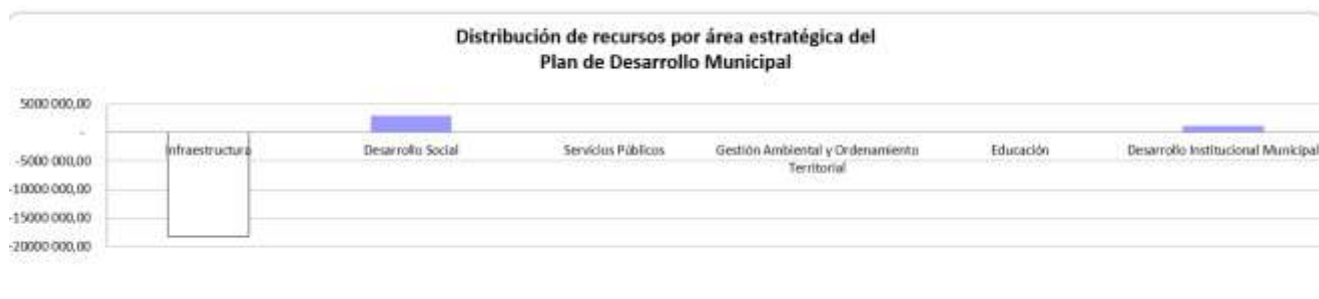 Distribución de recursos por área estratégica del
Plan de Desarrollo Municipal
5000 000,00
-
-5000 000,00
-10000 000,00
-15000 000,00
-20000 000,00
Infraestructura
Desarrollo Social
Servicios Públicos
Gestión Ambiental y Ordenamiento
Territorial
Educación
Desarrollo Institucional Municipal